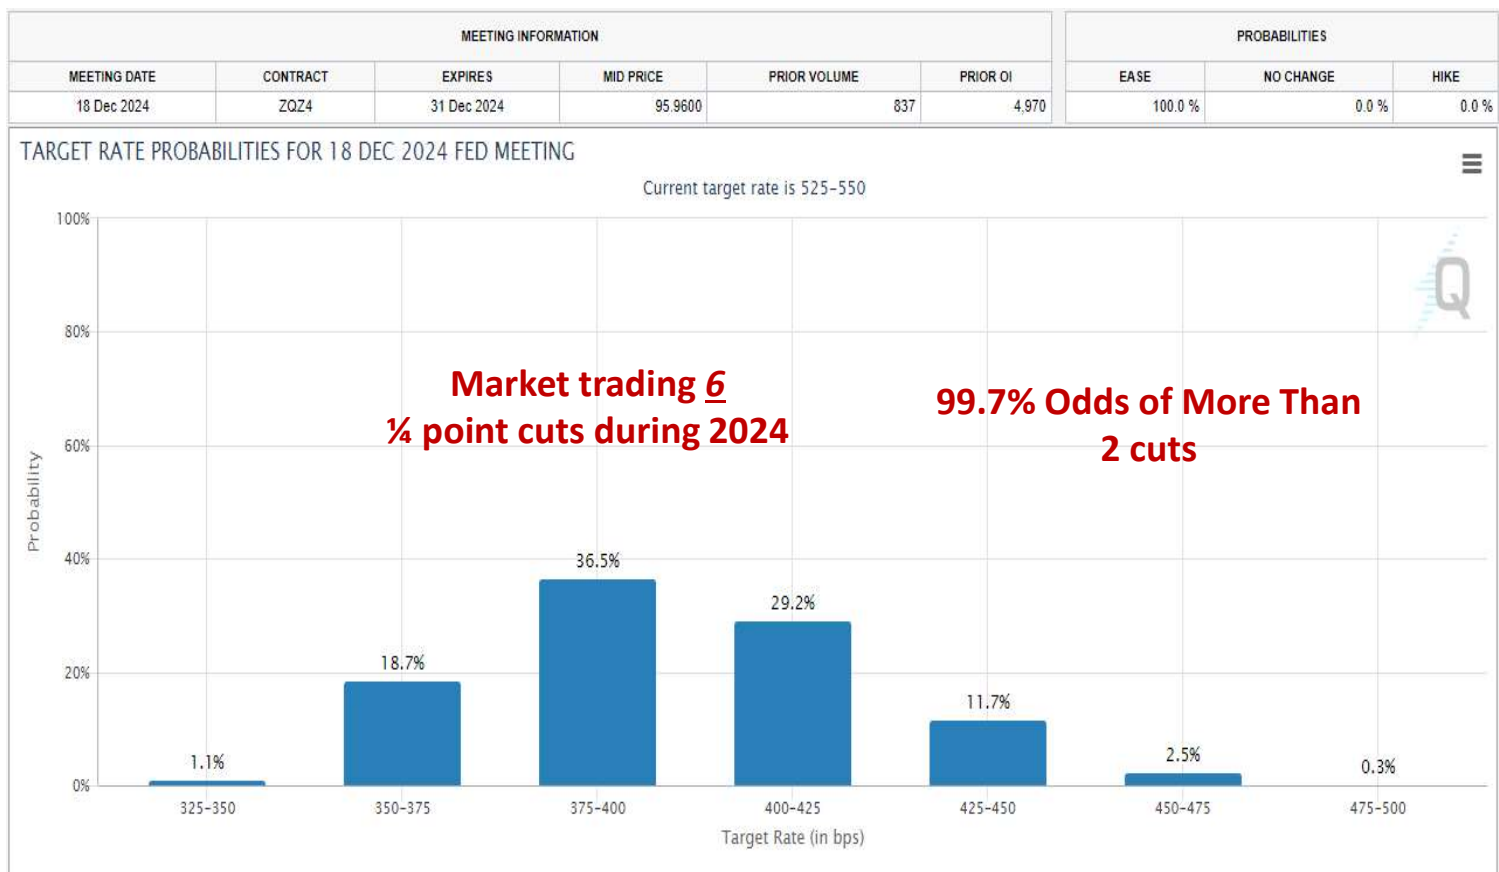 MEETING INFORMATION PROBABILITIES
MEETING DATE CONTRACT EXPIRES MID PRICE PRIOR VOLUME PRIOR OI EASE NO CHANGE HIKE
18 Dec 2024 ZQZ4 31 Dec 2024 95.9600 837 4,970 100.0 % 0.0 % 0.0 %
TARGET RATE PROBABILITIES FOR 18 DEC 2024 FED MEETING
Current target rate is 525-550
100%
80%
60%
40%
20%
0%
Probability
Q
Market trading 6
¼ point cuts during 2024
99.7% Odds of More Than
2 cuts
1.1%
18.7%
36.5%
29.2%
11.7%
2.5%
0.3%
325-350 350-375 375-400 400-425 425-450 450-475 475-500
Target Rate (in bps)